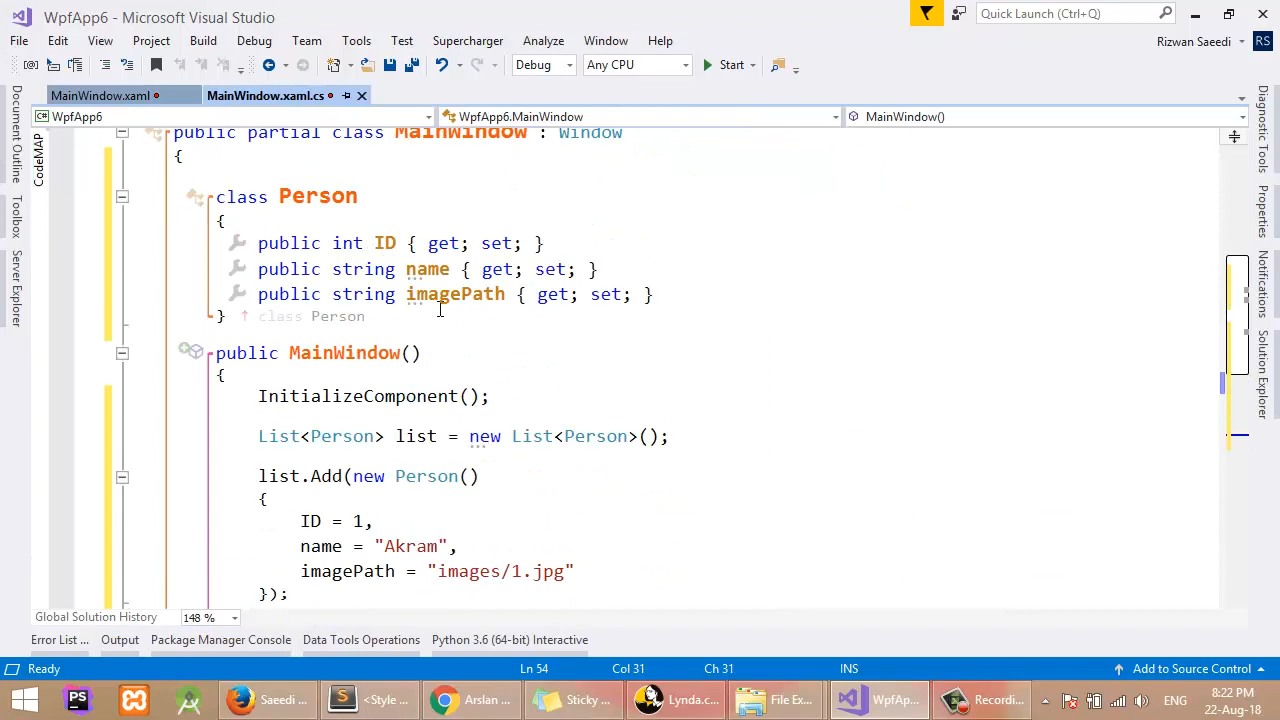 WpfApp6 - Microsoft Visual Studio
Quick Launch (Ctrl+Q)
File Edit View Project Build Debug Team Tools Test Supercharger Analyze Window Help
Rizwan Saeedi RS
Debug Any CPU Start
MainWindow.xaml MainWindow.xaml.cs
WpfApp6 WpfApp6.MainWindow MainWindow()
Document Outline
Toolbox
Server Explorer
CodeMAP
Diagnostic Tools
Properties
Notifications
Solution Explorer
public partial class MainWindow : Window
{
class Person
{
public int ID { get; set; }
public string name { get; set; }
public string imagePath { get; set; }
} ↑ class Person
public MainWindow()
{
InitializeComponent();
List<Person> list = new List<Person>();
list.Add(new Person()
{
ID = 1,
name = "Akram",
imagePath = "images/1.jpg"
});
Global Solution History 148 %
Error List ... Output Package Manager Console Data Tools Operations Python 3.6 (64-bit) Interactive
Ready Ln 54 Col 31 Ch 31 INS Add to Source Control
PS Saeedi ... <Style ... Arslan ... Sticky ... Lynda.c... File Ex... WpfAp... Recordi... ENG 8:22 PM
22-Aug-18